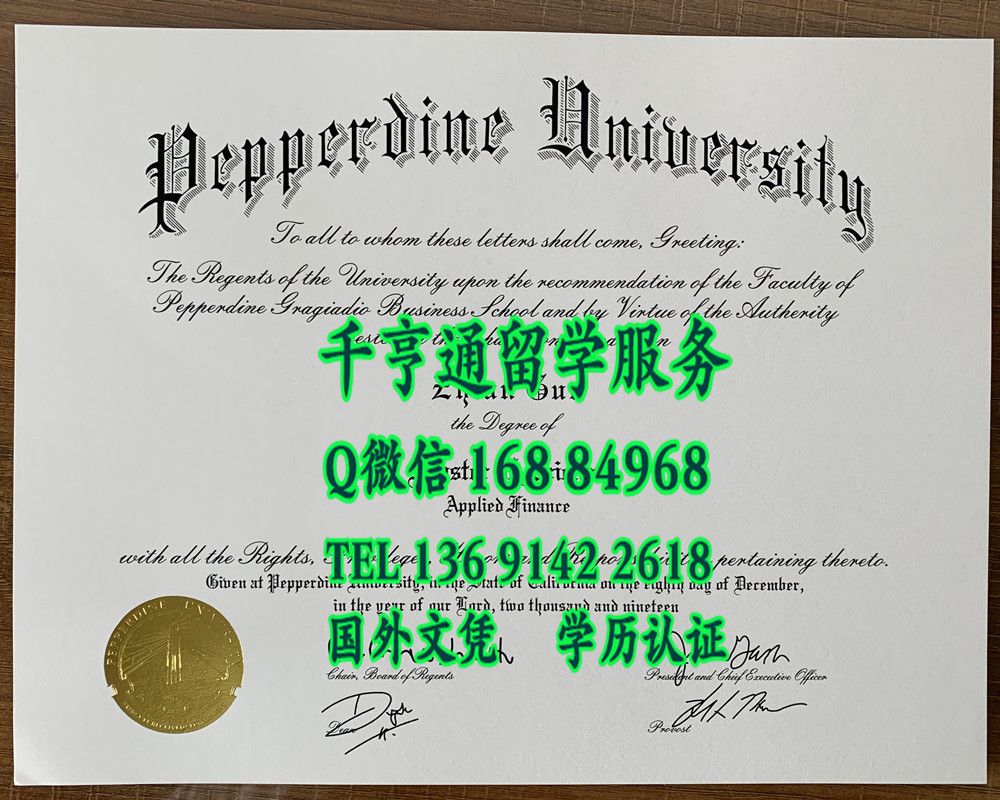 Pepperdine University
To all to whom these letters shall come, Greeting:
The Regents of the University upon the recommendation of the Faculty of
Pepperdine Gragiadio Business School and by Virtue of the Authority
千亨通留学服务
the Degree of
Q微信 168 84968
Applied Finance
with all the Rights, pertaining thereto.
TEL 136 9142 2618
Given at Pepperdine University, in the State of California on the eighth day of December,
in the year of our Lord, two thousand and nineteen
国外文凭 学历认证
Chair, Board of Regents
President and Chief Executive Officer
Dean
Provost